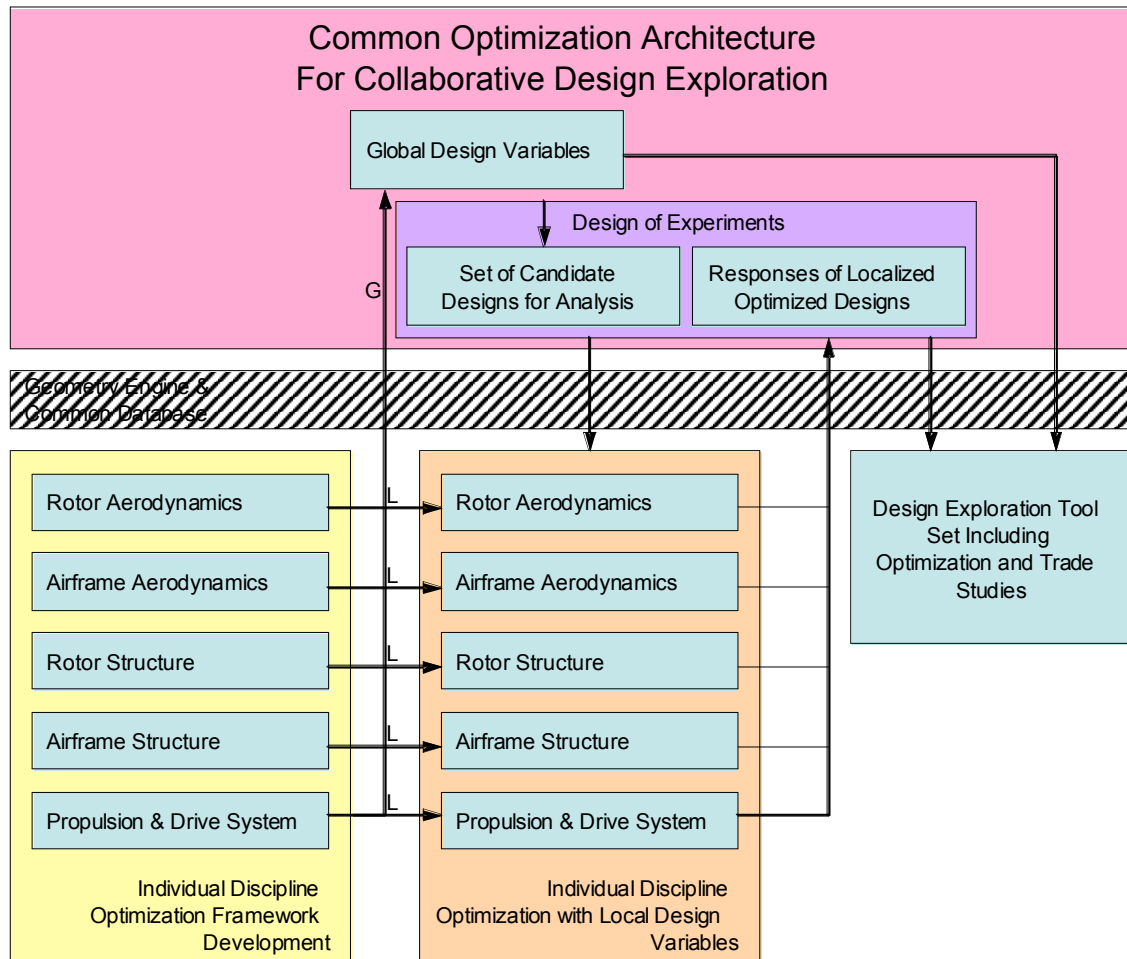 Common Optimization Architecture
For Collaborative Design Exploration
Global Design Variables
Design of Experiments
Set of Candidate
Designs for Analysis
Responses of Localized
Optimized Designs
G
Geometry Engine &
Common Database
Rotor Aerodynamics
L
Rotor Aerodynamics
Airframe Aerodynamics
L
Airframe Aerodynamics
Rotor Structure
L
Rotor Structure
Airframe Structure
L
Airframe Structure
Propulsion & Drive System
L
Propulsion & Drive System
Individual Discipline
Optimization Framework
Development
Individual Discipline
Optimization with Local Design
Variables
Design Exploration Tool
Set Including
Optimization and Trade
Studies